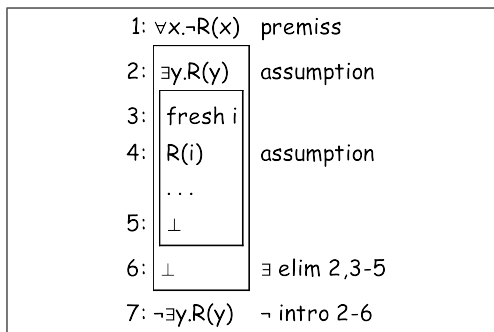 1: ∀x.¬R(x) premiss
2: ∃y.R(y) assumption
3: fresh i
4: R(i) assumption
...
5: ⊥
6: ⊥ ∃ elim 2,3-5
7: ¬∃y.R(y) ¬ intro 2-6